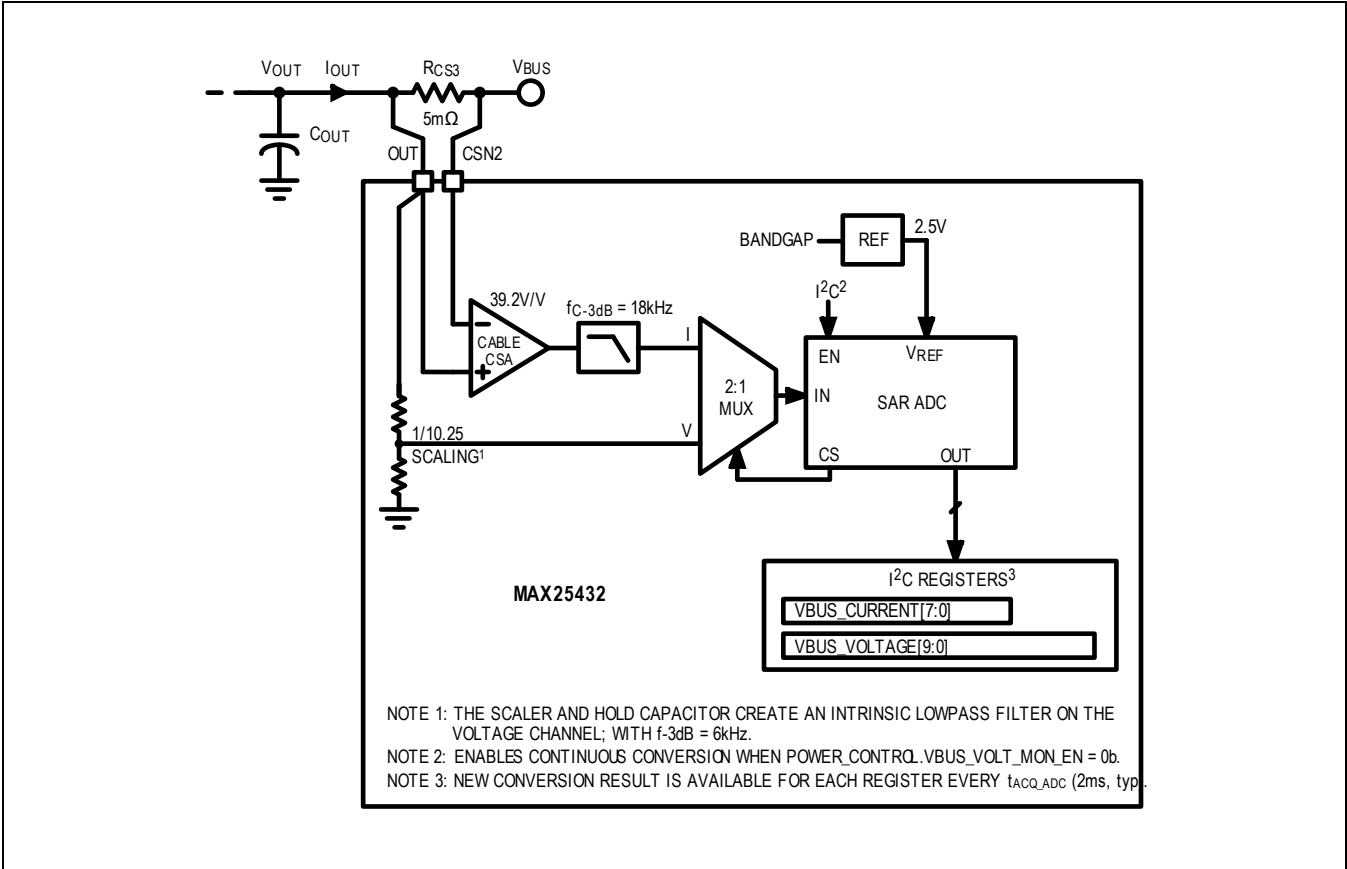 VOUT IOUT RCS3 VBUS
5mΩ
COUT
OUT CSN2
BANDGAP REF 2.5V
I2C2
39.2V/V
fC-3dB = 18kHz
CABLE
CSA
I
EN VREF
2:1
MUX
IN
SAR ADC
V
1/10.25
SCALING1
CS OUT
I2C REGISTERS3
VBUS_CURRENT[7:0]
VBUS_VOLTAGE[9:0]
MAX25432
NOTE 1: THE SCALER AND HOLD CAPACITOR CREATE AN INTRINSIC LOWPASS FILTER ON THE
VOLTAGE CHANNEL; WITH f-3dB = 6kHz.
NOTE 2: ENABLES CONTINUOUS CONVERSION WHEN POWER_CONTROL.VBUS_VOLT_MON_EN = 0b.
NOTE 3: NEW CONVERSION RESULT IS AVAILABLE FOR EACH REGISTER EVERY tACQ_ADC (2ms, typ).